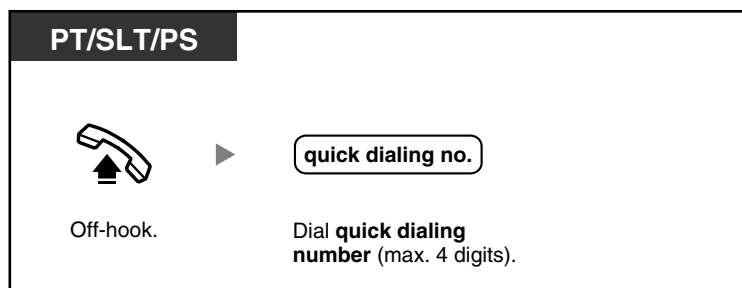 PT/SLT/PS
quick dialing no.
Off-hook.
Dial quick dialing
number (max. 4 digits).